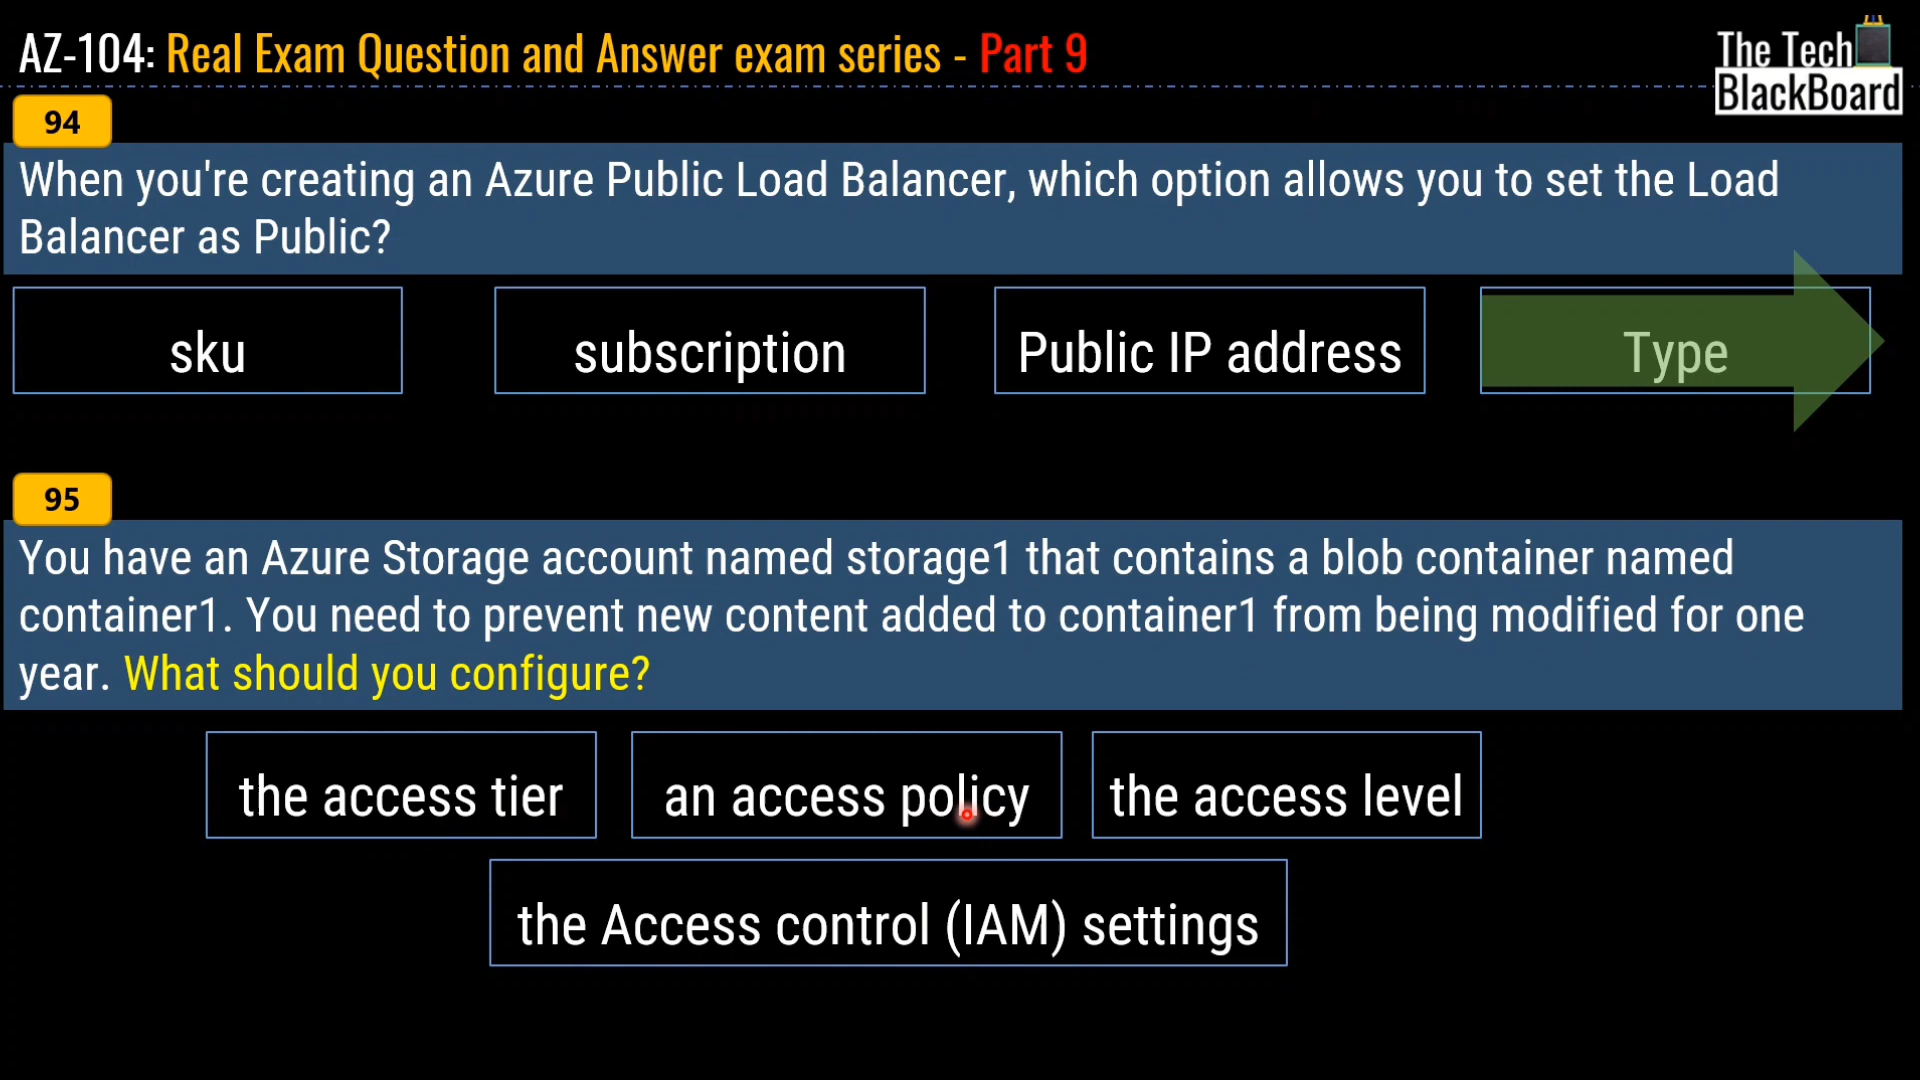 AZ-104: Real Exam Question and Answer exam series - Part 9
The Tech
BlackBoard
94
When you're creating an Azure Public Load Balancer, which option allows you to set the Load
Balancer as Public?
sku
subscription
Public IP address
Type
95
You have an Azure Storage account named storage1 that contains a blob container named
container1. You need to prevent new content added to container1 from being modified for one
year. What should you configure?
the access tier
an access policy
the access level
the Access control (IAM) settings